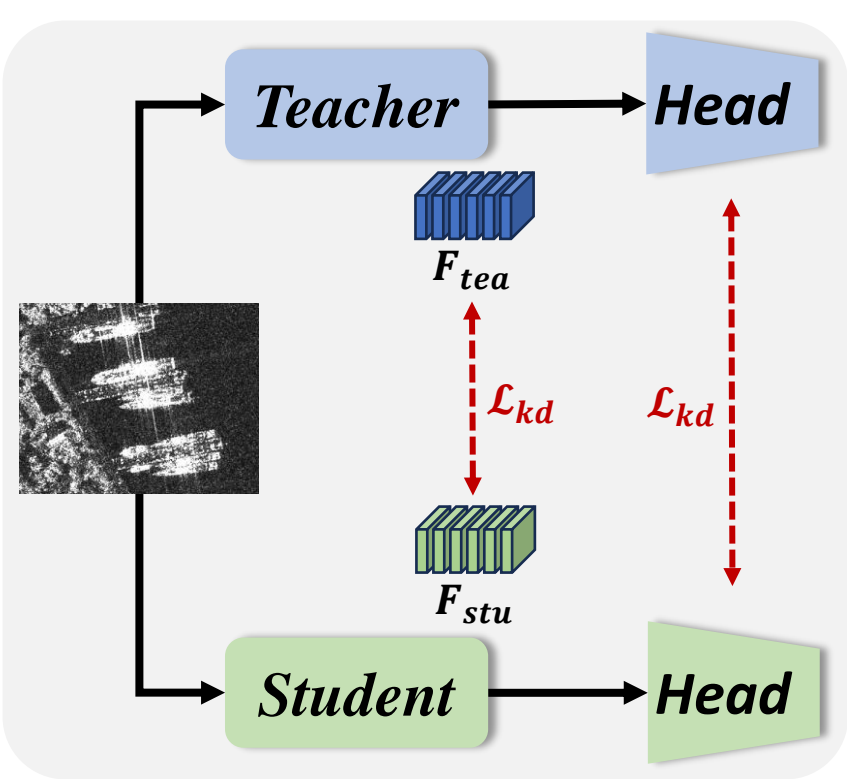 Teacher
Head
F_tea
ℒ_kd
ℒ_kd
F_stu
Student
Head